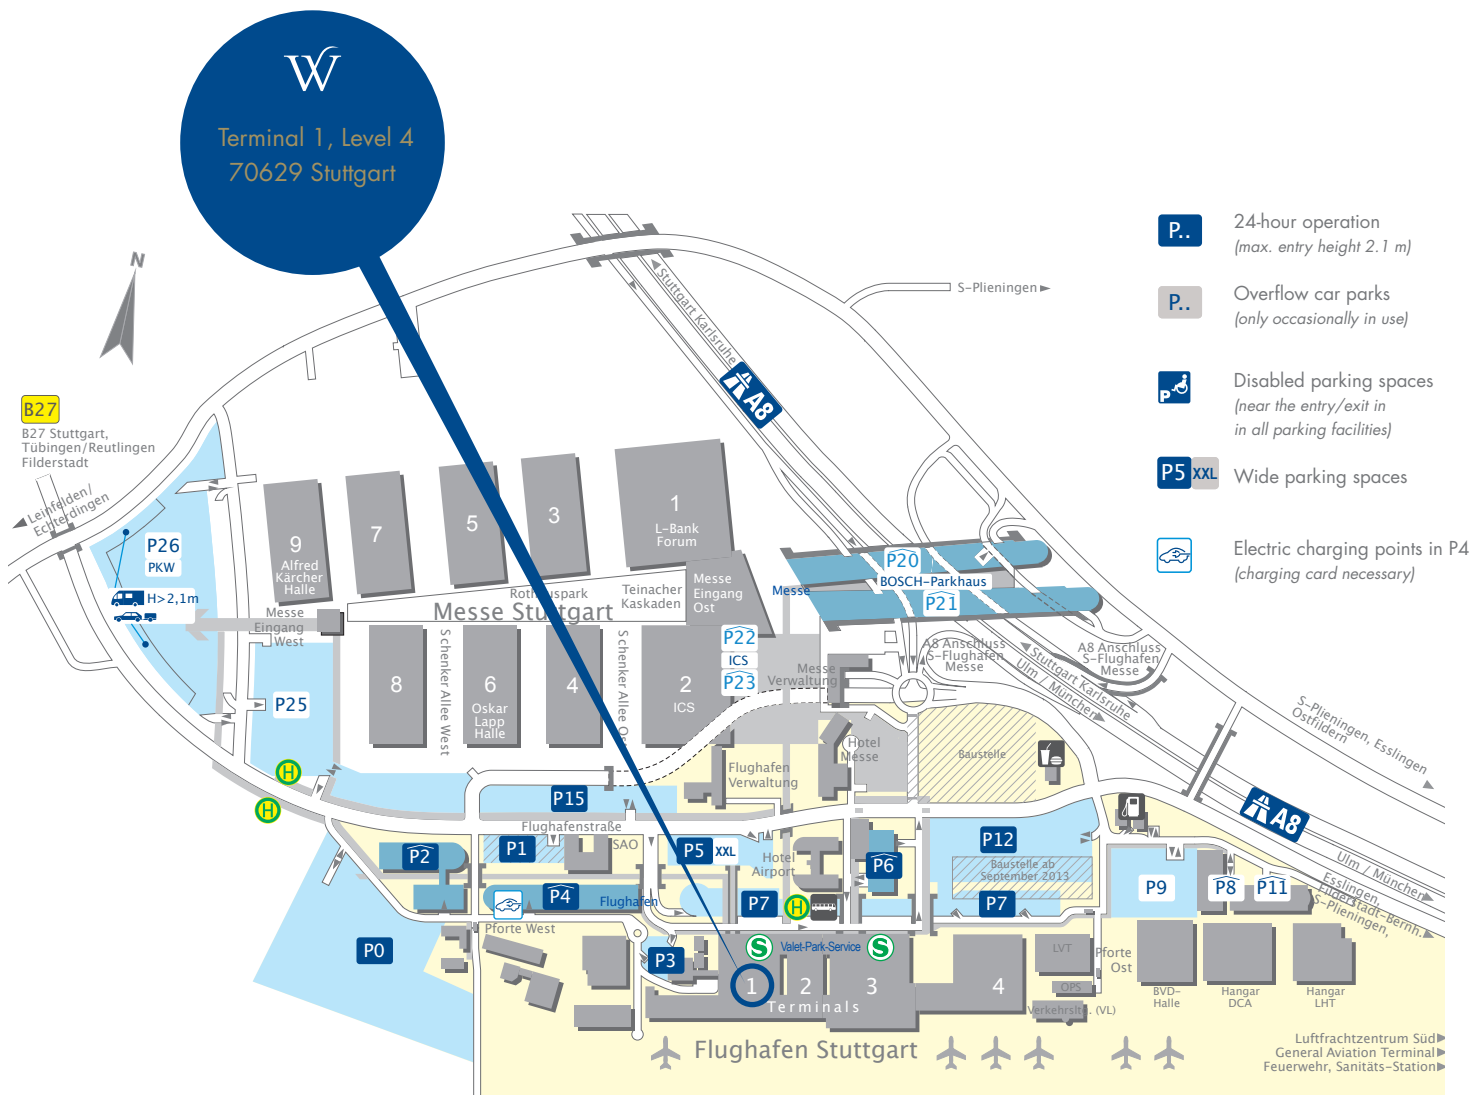 W
Terminal 1, Level 4
70629 Stuttgart
N
P..
24-hour operation
(max. entry height 2.1 m)
P..
Overflow car parks
(only occasionally in use)
P
Disabled parking spaces
(near the entry/exit in
in all parking facilities)
P5 XXL
Wide parking spaces
Electric charging points in P4
(charging card necessary)
S-Plieningen
Stuttgart Karlsruhe
A8
B27
B27 Stuttgart,
Tübingen/Reutlingen
Filderstadt
Leinfelden/
Echterdingen
P26
PKW
H>2,1m
9
Alfred
Kärcher
Halle
7
5
3
1
L-Bank
Forum
Messe
Eingang
West
Rothauspark
Messe Stuttgart
Teinacher
Kaskaden
Messe
Eingang
Ost
Messe
P20
BOSCH-Parkhaus
P21
P22
ICS
P23
Messe
Verwaltung
A8 Anschluss
S-Flughafen
Messe
A8 Anschluss
S-Flughafen
Messe
Stuttgart Karlsruhe
Ulm / München
S-Plieningen, Esslingen
Ostfildern
P25
8
Schenker Allee West
6
Oskar
Lapp
Halle
4
Schenker Allee Ost
2
ICS
Hotel
Messe
Baustelle
Flughafen
Verwaltung
H
H
P15
Flughafenstraße
SAO
P1
P2
P5 XXL
Hotel
Airport
P6
P12
Baustelle ab
September 2013
A8
Ulm / München
Esslingen,
Filderstadt-Bernh.
S-Plieningen,
P9
P8
P11
P4
Flughafen
P7
H
P7
Pforte West
P0
P3
S
Valet-Park-Service
S
1
2
3
4
Terminals
LVT
OPS
Verkehrsltg. (VL)
Pforte
Ost
BVD-
Halle
Hangar
DCA
Hangar
LHT
Flughafen Stuttgart
Luftfrachtzentrum Süd
General Aviation Terminal
Feuerwehr, Sanitäts-Station